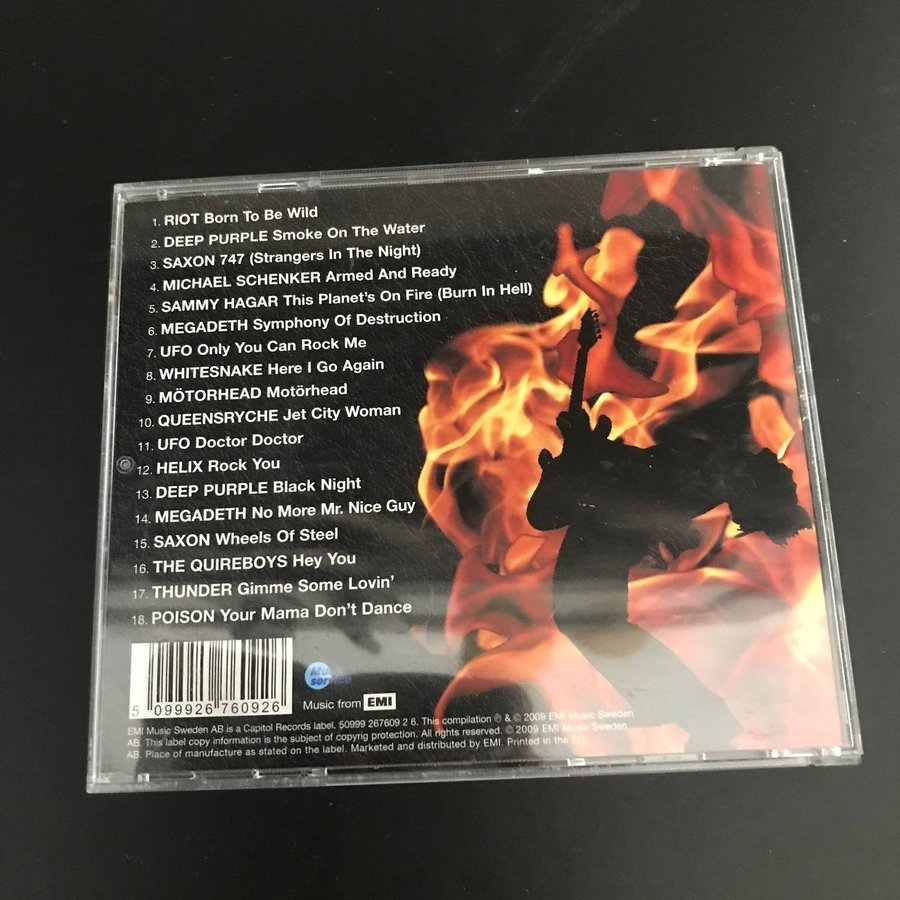 1. RIOT Born To Be Wild
2. DEEP PURPLE Smoke On The Water
3. SAXON 747 (Strangers In The Night)
4. MICHAEL SCHENKER Armed And Ready
5. SAMMY HAGAR This Planet's On Fire (Burn In Hell)
6. MEGADETH Symphony Of Destruction
7. UFO Only You Can Rock Me
8. WHITESNAKE Here I Go Again
9. MÖTORHEAD Motörhead
10. QUEENSRYCHE Jet City Woman
11. UFO Doctor Doctor
12. HELIX Rock You
13. DEEP PURPLE Black Night
14. MEGADETH No More Mr. Nice Guy
15. SAXON Wheels Of Steel
16. THE QUIREBOYS Hey You
17. THUNDER Gimme Some Lovin'
18. POISON Your Mama Don't Dance
5 099926 760926
Music service
Music from EMI
EMI Music Sweden AB is a Capitol Records label. 50999 267609 2 6. This compilation ℗ & © 2009 EMI Music Sweden
AB. This label copy information is the subject of copyrig protection. All rights reserved. © 2009 EMI Music Sweden
AB. Place of manufacture as stated on the label. Marketed and distributed by EMI. Printed in the EU